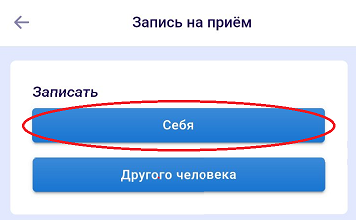 Запись на приём
Записать
Себя
Другого человека